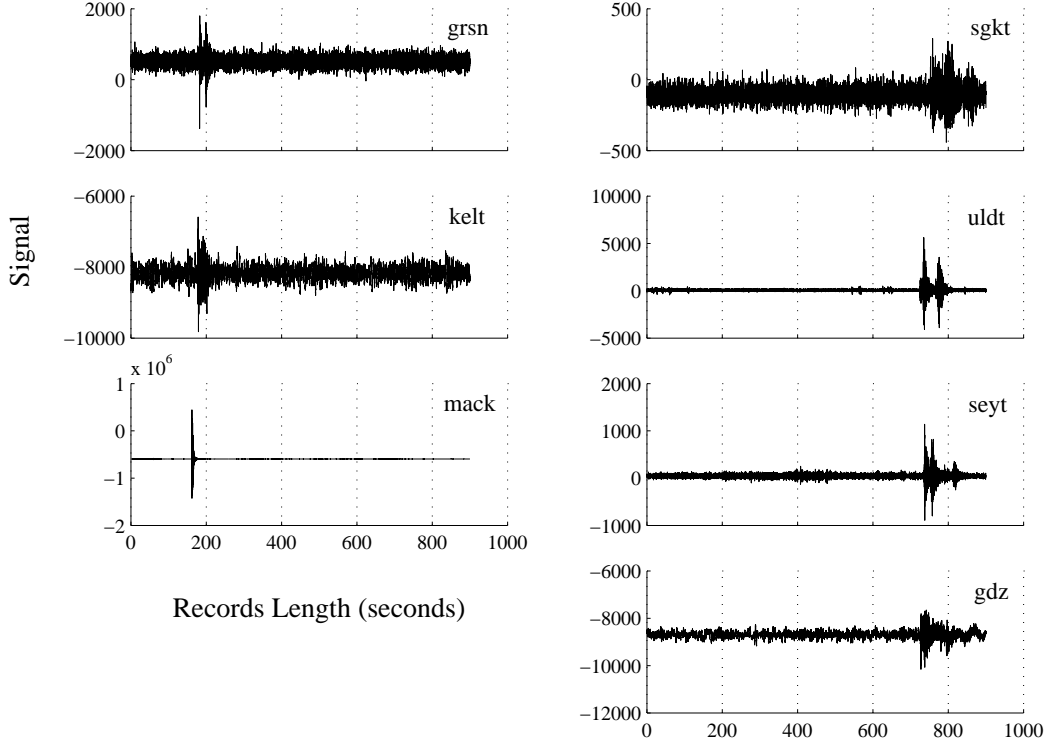 2000
grsn
0
−2000
−6000
kelt
−8000
−10000
Signal
x 10^6
1
mack
0
−1
−2
0 200 400 600 800 1000
Records Length (seconds)
500
sgkt
0
−500
10000
uldt
5000
0
−5000
2000
seyt
1000
0
−1000
−6000
gdz
−8000
−10000
−12000
0 200 400 600 800 1000